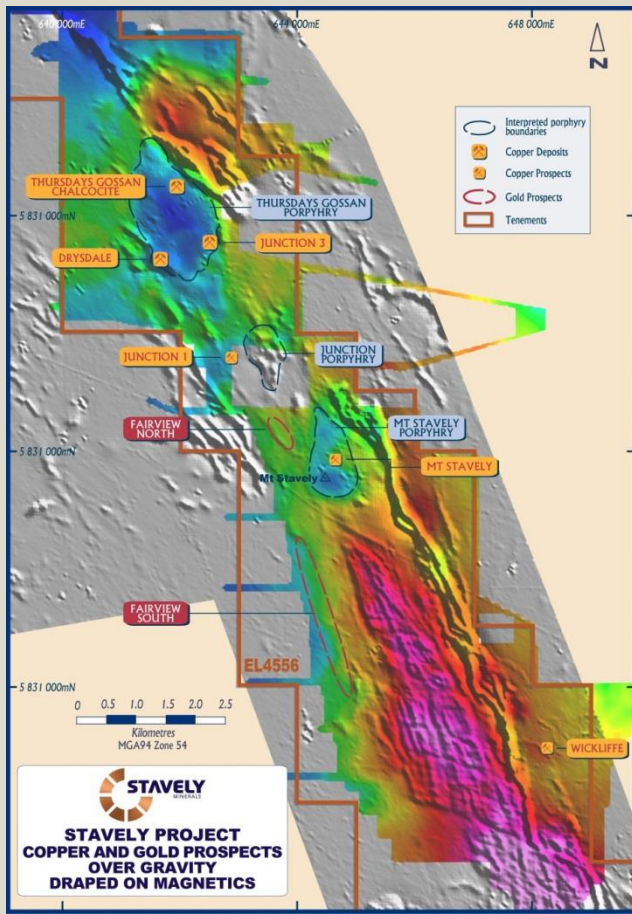 640 000mE
644 000mE
648 000mE
N
Interpreted porphyry
boundaries
Copper Deposits
Copper Prospects
Gold Prospects
Tenements
THURSDAYS GOSSAN
CHALCOCITE
5 831 000mN
THURSDAYS GOSSAN
PORPYHRY
JUNCTION 3
DRYSDALE
JUNCTION 1
JUNCTION
PORPYHRY
FAIRVIEW
NORTH
MT STAVELY
PORPYHRY
5 831 000mN
MT STAVELY
Mt Stavely
FAIRVIEW
SOUTH
EL4556
5 831 000mN
0 0.5 1.0 1.5 2.0 2.5
Kilometres
MGA94 Zone 54
WICKLIFFE
STAVELY
MINERALS
STAVELY PROJECT
COPPER AND GOLD PROSPECTS
OVER GRAVITY
DRAPED ON MAGNETICS